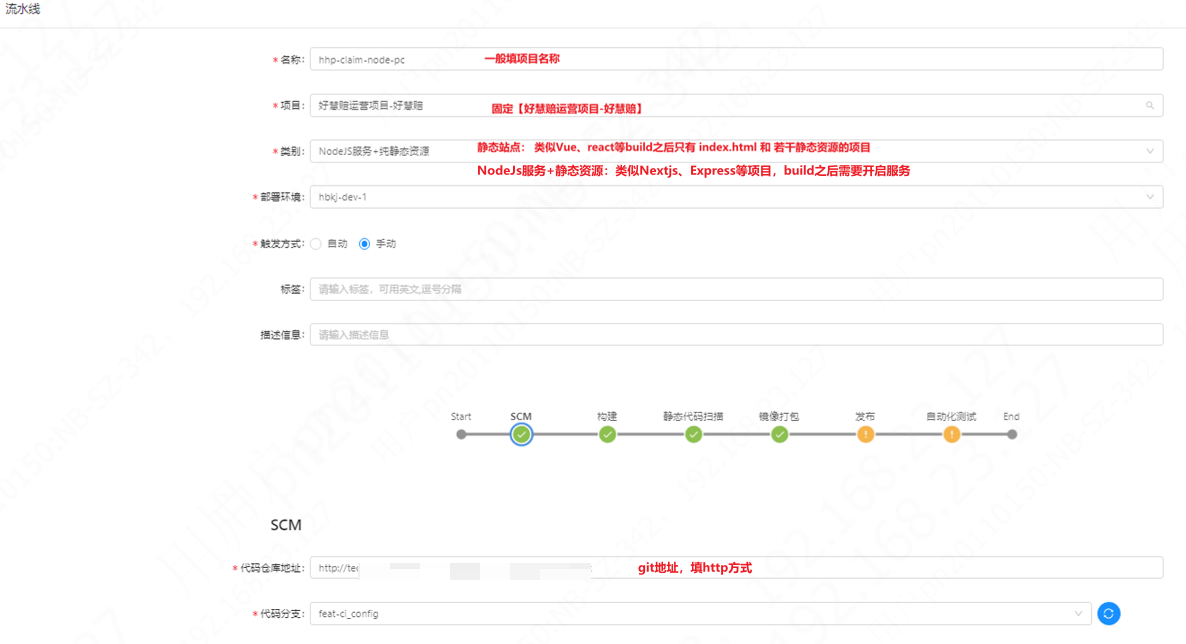 流水线
* 名称: hhp-claim-node-pc 一般填项目名称
* 项目: 好慧赔运营项目-好慧赔 固定【好慧赔运营项目-好慧赔】
* 类别: NodeJS服务+纯静态资源 静态站点： 类似Vue、react等build之后只有 index.html 和 若干静态资源的项目
NodeJs服务+静态资源：类似Nextjs、Express等项目，build之后需要开启服务
* 部署环境: hbkj-dev-1
* 触发方式: 自动 手动
标签: 请输入标签，可用英文,逗号分隔
描述信息: 请输入描述信息
Start SCM 构建 静态代码扫描 镜像打包 发布 自动化测试 End
SCM
* 代码仓库地址: http://tec git地址，填http方式
* 代码分支: feat-ci_config